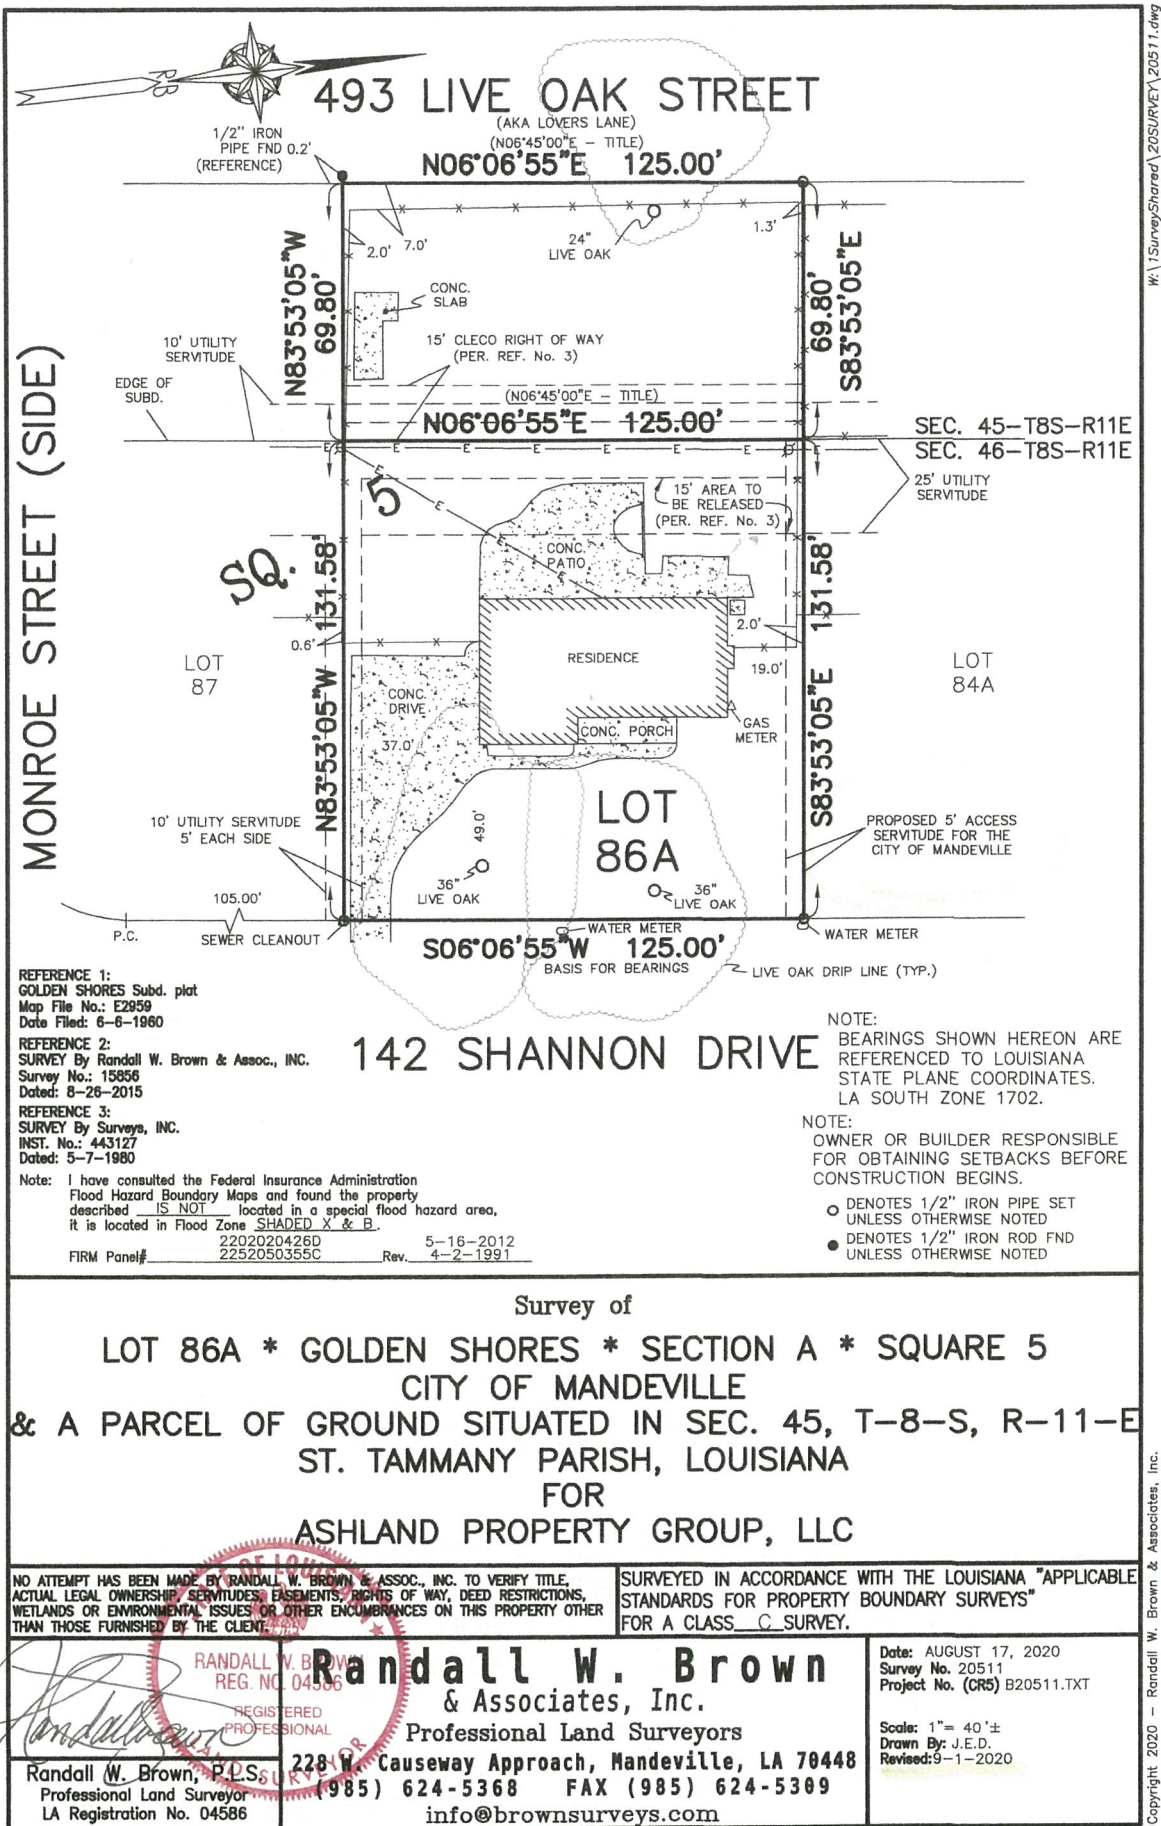 W:\1SurveyShared\20SURVEY\20511.dwg
RB
493 LIVE OAK STREET
(AKA LOVERS LANE)
(N06°45'00"E – TITLE)
N06°06'55"E 125.00'
1/2" IRON
PIPE FND 0.2'
(REFERENCE)
2.0'
7.0'
24"
LIVE OAK
1.3'
N83°53'05"W
69.80'
69.80'
S83°53'05"E
CONC.
SLAB
15' CLECO RIGHT OF WAY
(PER. REF. No. 3)
10' UTILITY
SERVITUDE
EDGE OF
SUBD.
(N06°45'00"E – TITLE)
N06°06'55"E 125.00'
SEC. 45–T8S–R11E
SEC. 46–T8S–R11E
25' UTILITY
SERVITUDE
MONROE STREET (SIDE)
SQ. 5
15' AREA TO
BE RELEASED
(PER. REF. No. 3)
CONC.
PATIO
N83°53'05"W 131.58'
S83°53'05"E 131.58'
0.6'
2.0'
RESIDENCE
19.0'
LOT
87
LOT
84A
CONC.
DRIVE
37.0'
CONC. PORCH
GAS
METER
49.0'
LOT
86A
10' UTILITY SERVITUDE
5' EACH SIDE
PROPOSED 5' ACCESS
SERVITUDE FOR THE
CITY OF MANDEVILLE
36"
LIVE OAK
36"
LIVE OAK
105.00'
P.C.
SEWER CLEANOUT
WATER METER
WATER METER
S06°06'55"W 125.00'
BASIS FOR BEARINGS
LIVE OAK DRIP LINE (TYP.)
142 SHANNON DRIVE
REFERENCE 1:
GOLDEN SHORES Subd. plat
Map File No.: E2959
Date Filed: 6–6–1960
REFERENCE 2:
SURVEY By Randall W. Brown & Assoc., INC.
Survey No.: 15856
Dated: 8–26–2015
REFERENCE 3:
SURVEY By Surveys, INC.
INST. No.: 443127
Dated: 5–7–1980
Note: I have consulted the Federal Insurance Administration
Flood Hazard Boundary Maps and found the property
described IS NOT located in a special flood hazard area,
it is located in Flood Zone SHADED X & B.
2202020426D 5–16–2012
FIRM Panel# 2252050355C Rev. 4–2–1991
NOTE:
BEARINGS SHOWN HEREON ARE
REFERENCED TO LOUISIANA
STATE PLANE COORDINATES.
LA SOUTH ZONE 1702.
NOTE:
OWNER OR BUILDER RESPONSIBLE
FOR OBTAINING SETBACKS BEFORE
CONSTRUCTION BEGINS.
DENOTES 1/2" IRON PIPE SET
UNLESS OTHERWISE NOTED
DENOTES 1/2" IRON ROD FND
UNLESS OTHERWISE NOTED
Survey of
LOT 86A * GOLDEN SHORES * SECTION A * SQUARE 5
CITY OF MANDEVILLE
& A PARCEL OF GROUND SITUATED IN SEC. 45, T–8–S, R–11–E
ST. TAMMANY PARISH, LOUISIANA
FOR
ASHLAND PROPERTY GROUP, LLC
NO ATTEMPT HAS BEEN MADE BY RANDALL W. BROWN & ASSOC., INC. TO VERIFY TITLE,
ACTUAL LEGAL OWNERSHIP, SERVITUDES, EASEMENTS, RIGHTS OF WAY, DEED RESTRICTIONS,
WETLANDS OR ENVIRONMENTAL ISSUES OR OTHER ENCUMBRANCES ON THIS PROPERTY OTHER
THAN THOSE FURNISHED BY THE CLIENT.
SURVEYED IN ACCORDANCE WITH THE LOUISIANA "APPLICABLE
STANDARDS FOR PROPERTY BOUNDARY SURVEYS"
FOR A CLASS C SURVEY.
STATE OF LOUISIANA
RANDALL W. BROWN
REG. NO. 04586
REGISTERED
PROFESSIONAL
LAND SURVEYOR
Randall W. Brown, P.L.S.
Professional Land Surveyor
LA Registration No. 04586
Randall W. Brown
& Associates, Inc.
Professional Land Surveyors
228 W. Causeway Approach, Mandeville, LA 70448
(985) 624-5368 FAX (985) 624-5309
info@brownsurveys.com
Date: AUGUST 17, 2020
Survey No. 20511
Project No. (CR5) B20511.TXT
Scale: 1"= 40'±
Drawn By: J.E.D.
Revised: 9–1–2020
Copyright 2020 – Randall W. Brown & Associates, Inc.